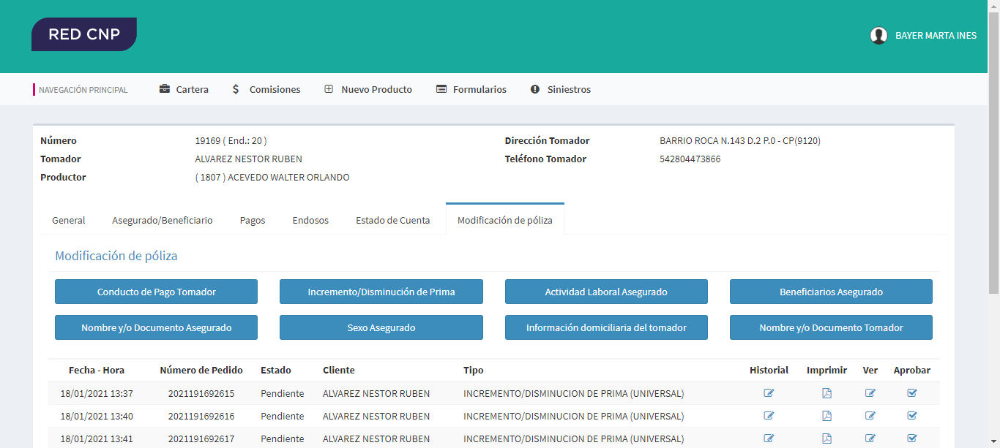 RED CNP
BAYER MARTA INES
NAVEGACIÓN PRINCIPAL Cartera $ Comisiones Nuevo Producto Formularios Siniestros
Número 19169 ( End.: 20 ) Dirección Tomador BARRIO ROCA N.143 D.2 P.0 - CP(9120)
Tomador ALVAREZ NESTOR RUBEN Teléfono Tomador 542804473866
Productor ( 1807 ) ACEVEDO WALTER ORLANDO
General Asegurado/Beneficiario Pagos Endosos Estado de Cuenta Modificación de póliza
Modificación de póliza
Conducto de Pago Tomador Incremento/Disminución de Prima Actividad Laboral Asegurado Beneficiarios Asegurado
Nombre y/o Documento Asegurado Sexo Asegurado Información domiciliaria del tomador Nombre y/o Documento Tomador
Fecha - Hora Número de Pedido Estado Cliente Tipo Historial Imprimir Ver Aprobar
18/01/2021 13:37 2021191692615 Pendiente ALVAREZ NESTOR RUBEN INCREMENTO/DISMINUCION DE PRIMA (UNIVERSAL)
18/01/2021 13:40 2021191692616 Pendiente ALVAREZ NESTOR RUBEN INCREMENTO/DISMINUCION DE PRIMA (UNIVERSAL)
18/01/2021 13:41 2021191692617 Pendiente ALVAREZ NESTOR RUBEN INCREMENTO/DISMINUCION DE PRIMA (UNIVERSAL)